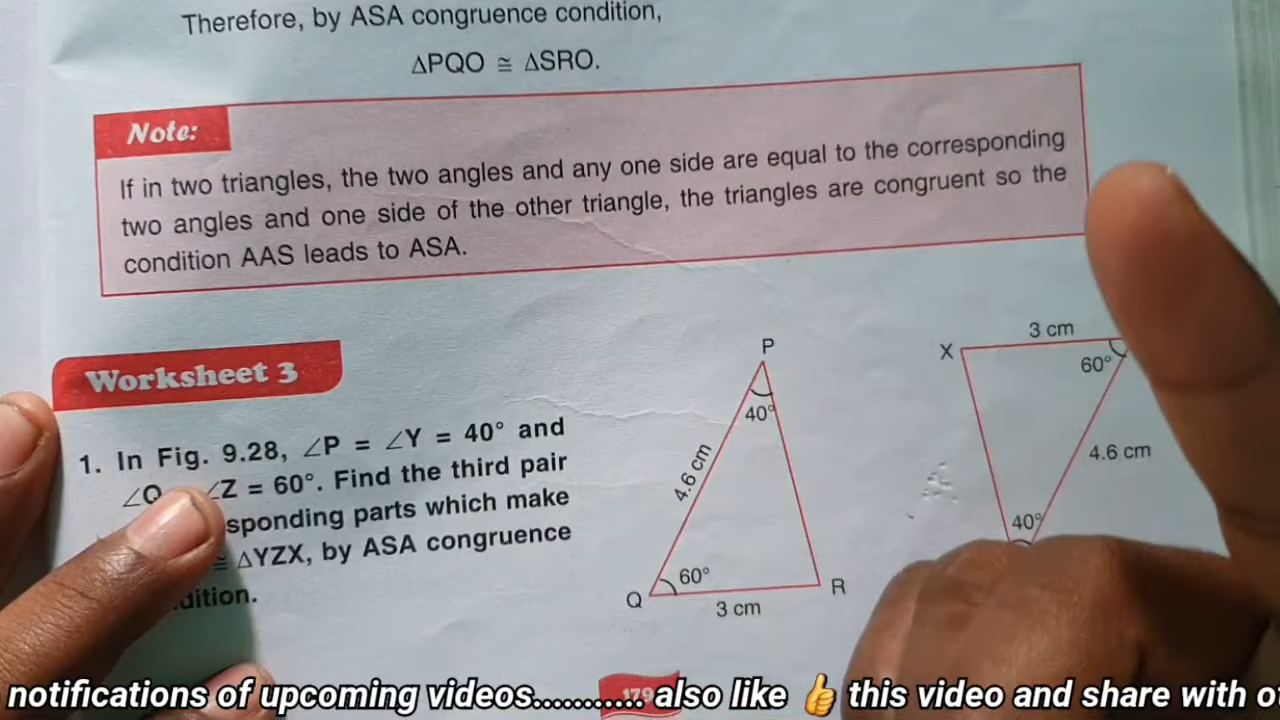 Therefore, by ASA congruence condition,
ΔPQO ≅ ΔSRO.
Note:
If in two triangles, the two angles and any one side are equal to the corresponding
two angles and one side of the other triangle, the triangles are congruent so the
condition AAS leads to ASA.
Worksheet 3
1. In Fig. 9.28, ∠P = ∠Y = 40° and
∠Q ∠Z = 60°. Find the third pair
sponding parts which make
≅ ΔYZX, by ASA congruence
dition.
P
40°
4.6 cm
60°
Q
R
3 cm
X
3 cm
60°
4.6 cm
40°
179
notifications of upcoming videos........... also like 👍 this video and share with ot